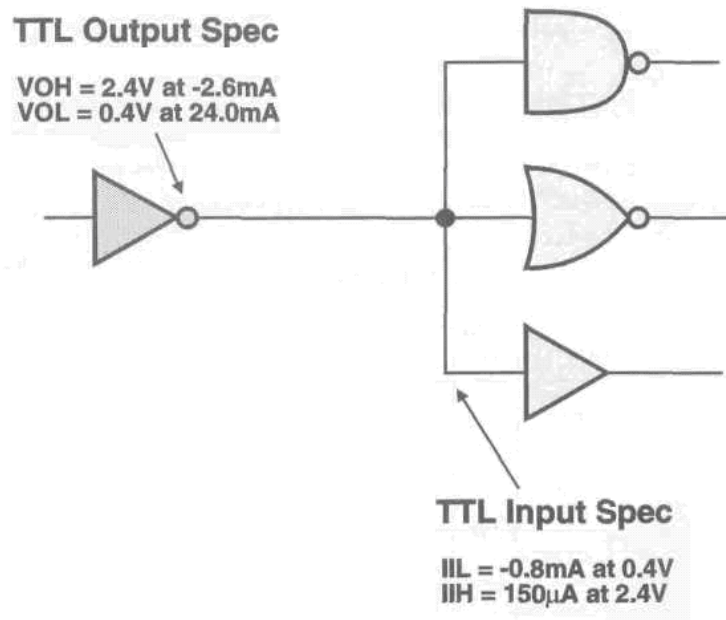 TTL Output Spec
VOH = 2.4V at -2.6mA
VOL = 0.4V at 24.0mA
TTL Input Spec
IIL = -0.8mA at 0.4V
IIH = 150μA at 2.4V